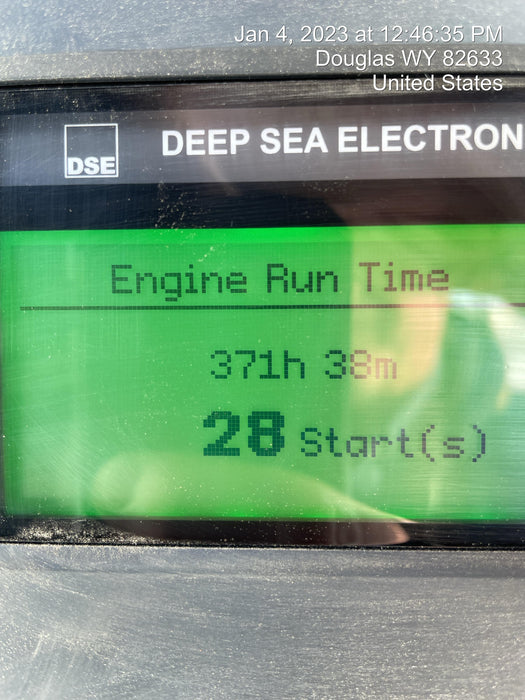 Jan 4, 2023 at 12:46:35 PM
Douglas WY 82633
United States
DSE DEEP SEA ELECTRON
Engine Run Time
371h 38m
28 Start(s)